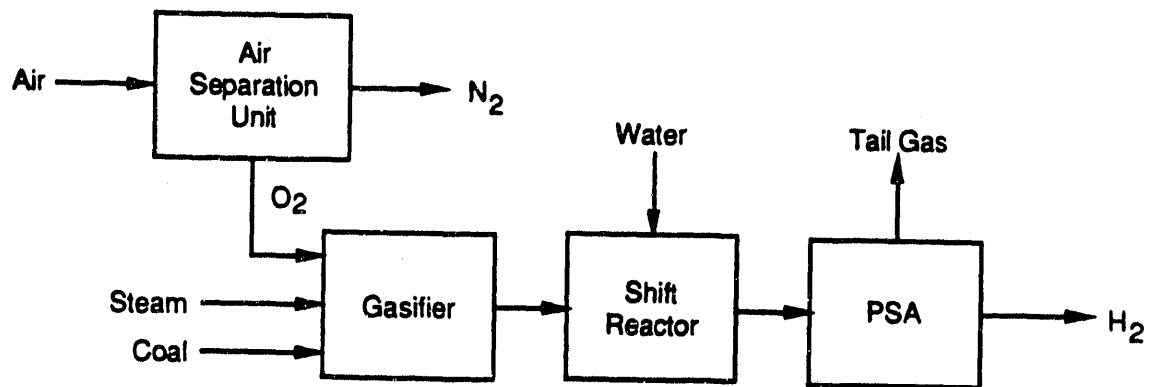 Air
Air
Separation
Unit
N2
O2
Water
Tail Gas
Steam
Coal
Gasifier
Shift
Reactor
PSA
H2